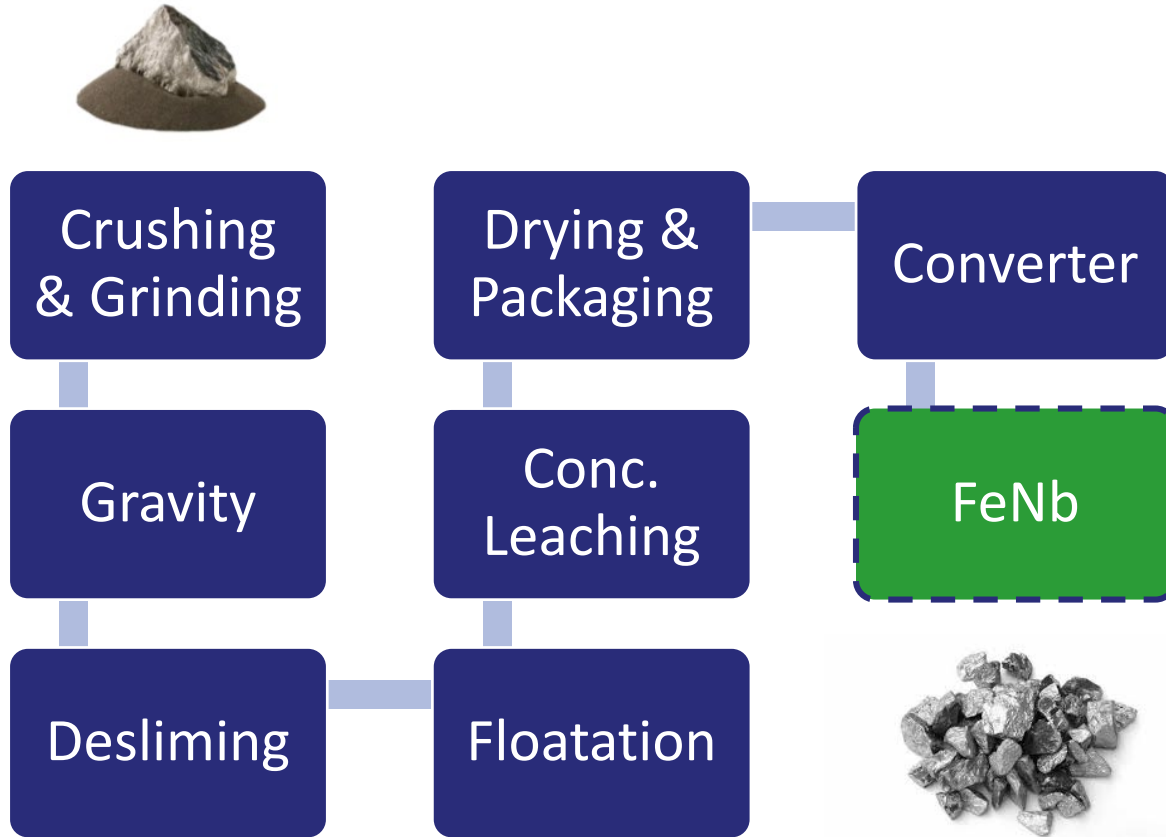 Crushing
& Grinding
Gravity
Desliming
Floatation
Conc.
Leaching
Drying &
Packaging
Converter
FeNb